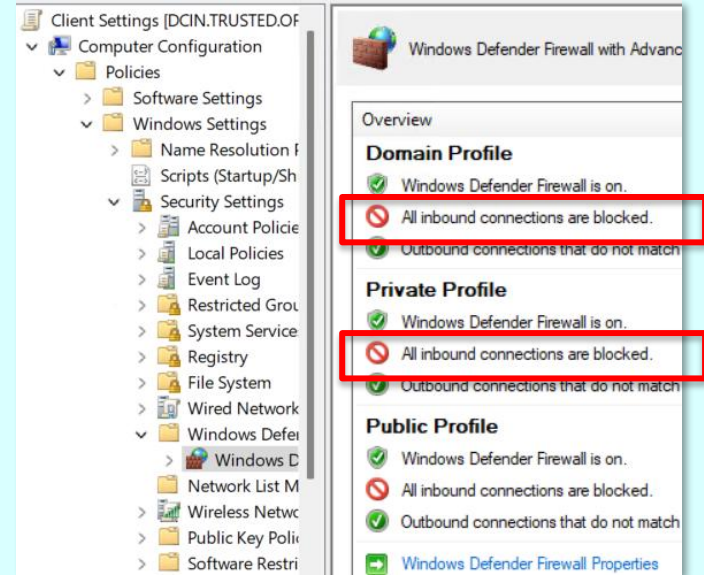 Client Settings [DCIN.TRUSTED.OF
Computer Configuration
Policies
Software Settings
Windows Settings
Name Resolution P
Scripts (Startup/Sh
Security Settings
Account Policie
Local Policies
Event Log
Restricted Grou
System Service
Registry
File System
Wired Network
Windows Defer
Windows D
Network List M
Wireless Netwo
Public Key Polic
Software Restri
Windows Defender Firewall with Advanc
Overview
Domain Profile
Windows Defender Firewall is on.
All inbound connections are blocked.
Outbound connections that do not match
Private Profile
Windows Defender Firewall is on.
All inbound connections are blocked.
Outbound connections that do not match
Public Profile
Windows Defender Firewall is on.
All inbound connections are blocked.
Outbound connections that do not match
Windows Defender Firewall Properties